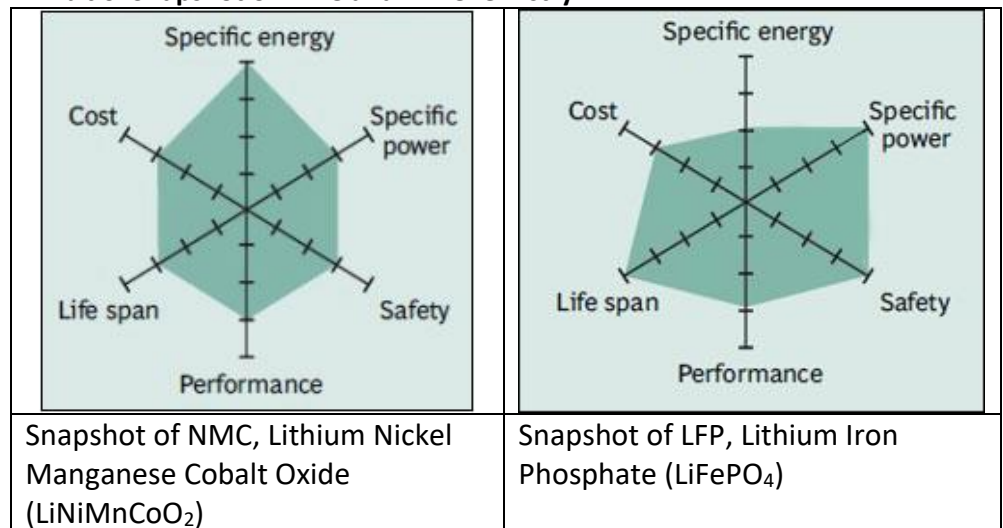 Specific energy
Cost
Specific
power
Life span
Safety
Performance
Specific energy
Cost
Specific
power
Life span
Safety
Performance
Snapshot of NMC, Lithium Nickel
Manganese Cobalt Oxide
(LiNiMnCoO₂)
Snapshot of LFP, Lithium Iron
Phosphate (LiFePO₄)